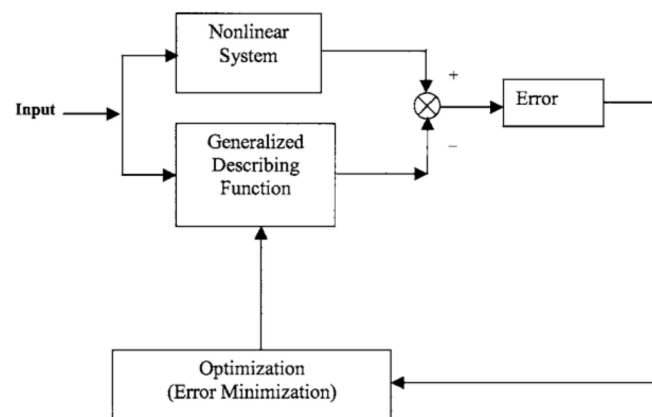 Nonlinear
System
+
Input
Error
Generalized
Describing
Function
−
Optimization
(Error Minimization)